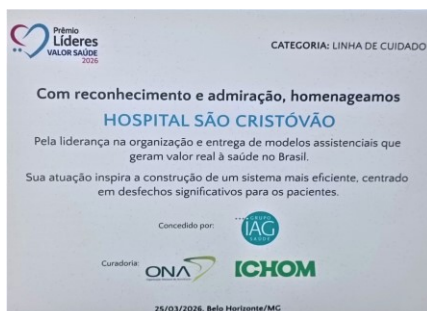 Prêmio
Líderes
VALOR SAÚDE
2026
CATEGORIA: LINHA DE CUIDADO
Com reconhecimento e admiração, homenageamos
HOSPITAL SÃO CRISTÓVÃO
Pela liderança na organização e entrega de modelos assistenciais que
geram valor real à saúde no Brasil.
Sua atuação inspira a construção de um sistema mais eficiente, centrado
em desfechos significativos para os pacientes.
Concedido por:
GRUPO
IAG
SAÚDE
Curadoria:
ONA
ICHOM
25/03/2026, Belo Horizonte/MG